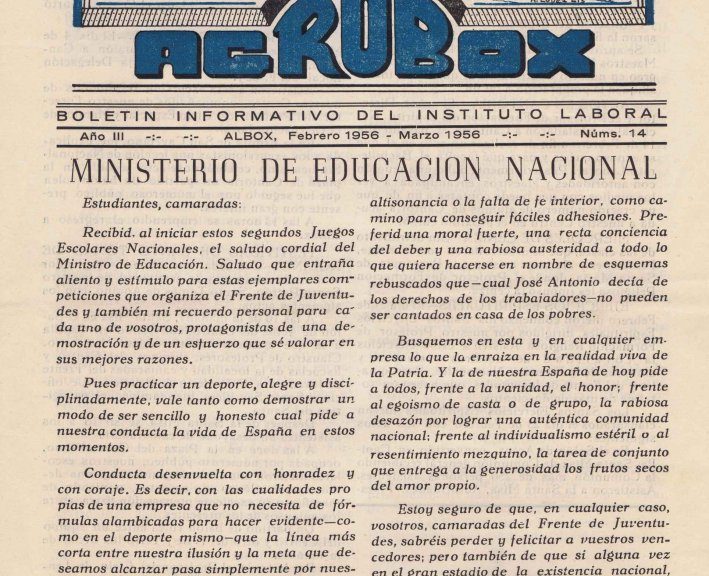 AGRUBOX
BOLETIN INFORMATIVO DEL INSTITUTO LABORAL
Año III -:- -:- ALBOX, Febrero 1956 - Marzo 1956 -:- -:- Núms. 14
MINISTERIO DE EDUCACION NACIONAL
Estudiantes, camaradas:
Recibid. al iniciar estos segundos Juegos
Escolares Nacionales, el saludo cordial del
Ministro de Educación. Saludo que entraña
aliento y estímulo para estas ejemplares com-
peticiones que organiza el Frente de Juventu-
des y también mi recuerdo personal para ca-
da uno de vosotros, protagonistas de una de-
mostración y de un esfuerzo que sé valorar en
sus mejores razones.
Pues practicar un deporte, alegre y disci-
plinadamente, vale tanto como demostrar un
modo de ser sencillo y honesto cual pide a
nuestra conducta la vida de España en estos
momentos.
Conducta desenvuelta con honradez y
con coraje. Es decir, con las cualidades pro
pias de una empresa que no necesita de fór-
mulas alambicadas para hacer evidente—co-
mo en el deporte mismo—que la línea más
corta entre nuestra ilusión y la meta que de-
seamos alcanzar pasa simplemente por nues-
altisonancia o la falta de fe interior, como ca-
mino para conseguir fáciles adhesiones. Pre-
ferid una moral fuerte, una recta conciencia
del deber y una rabiosa austeridad a todo lo
que quiera hacerse en nombre de esquemas
rebuscados que—cual José Antonio decía de
los derechos de los trabajadores—no pueden
ser cantados en casa de los pobres.
Busquemos en esta y en cualquier em-
presa lo que la enraiza en la realidad viva de
la Patria. Y la de nuestra España de hoy pide
a todos, frente a la vanidad, el honor; frente
al egoismo de casta o de grupo, la rabiosa
desazón por lograr una auténtica comunidad
nacional; frente al individualismo estéril o al
resentimiento mezquino, la tarea de conjunto
que entrega a la generosidad los frutos secos
del amor propio.
Estoy seguro de que, en cualquier caso,
vosotros, camaradas del Frente de Juventu-
des, sabréis perder y felicitar a vuestros ven-
cedores; pero también de que si alguna vez
en el gran estadio de la existencia nacional,